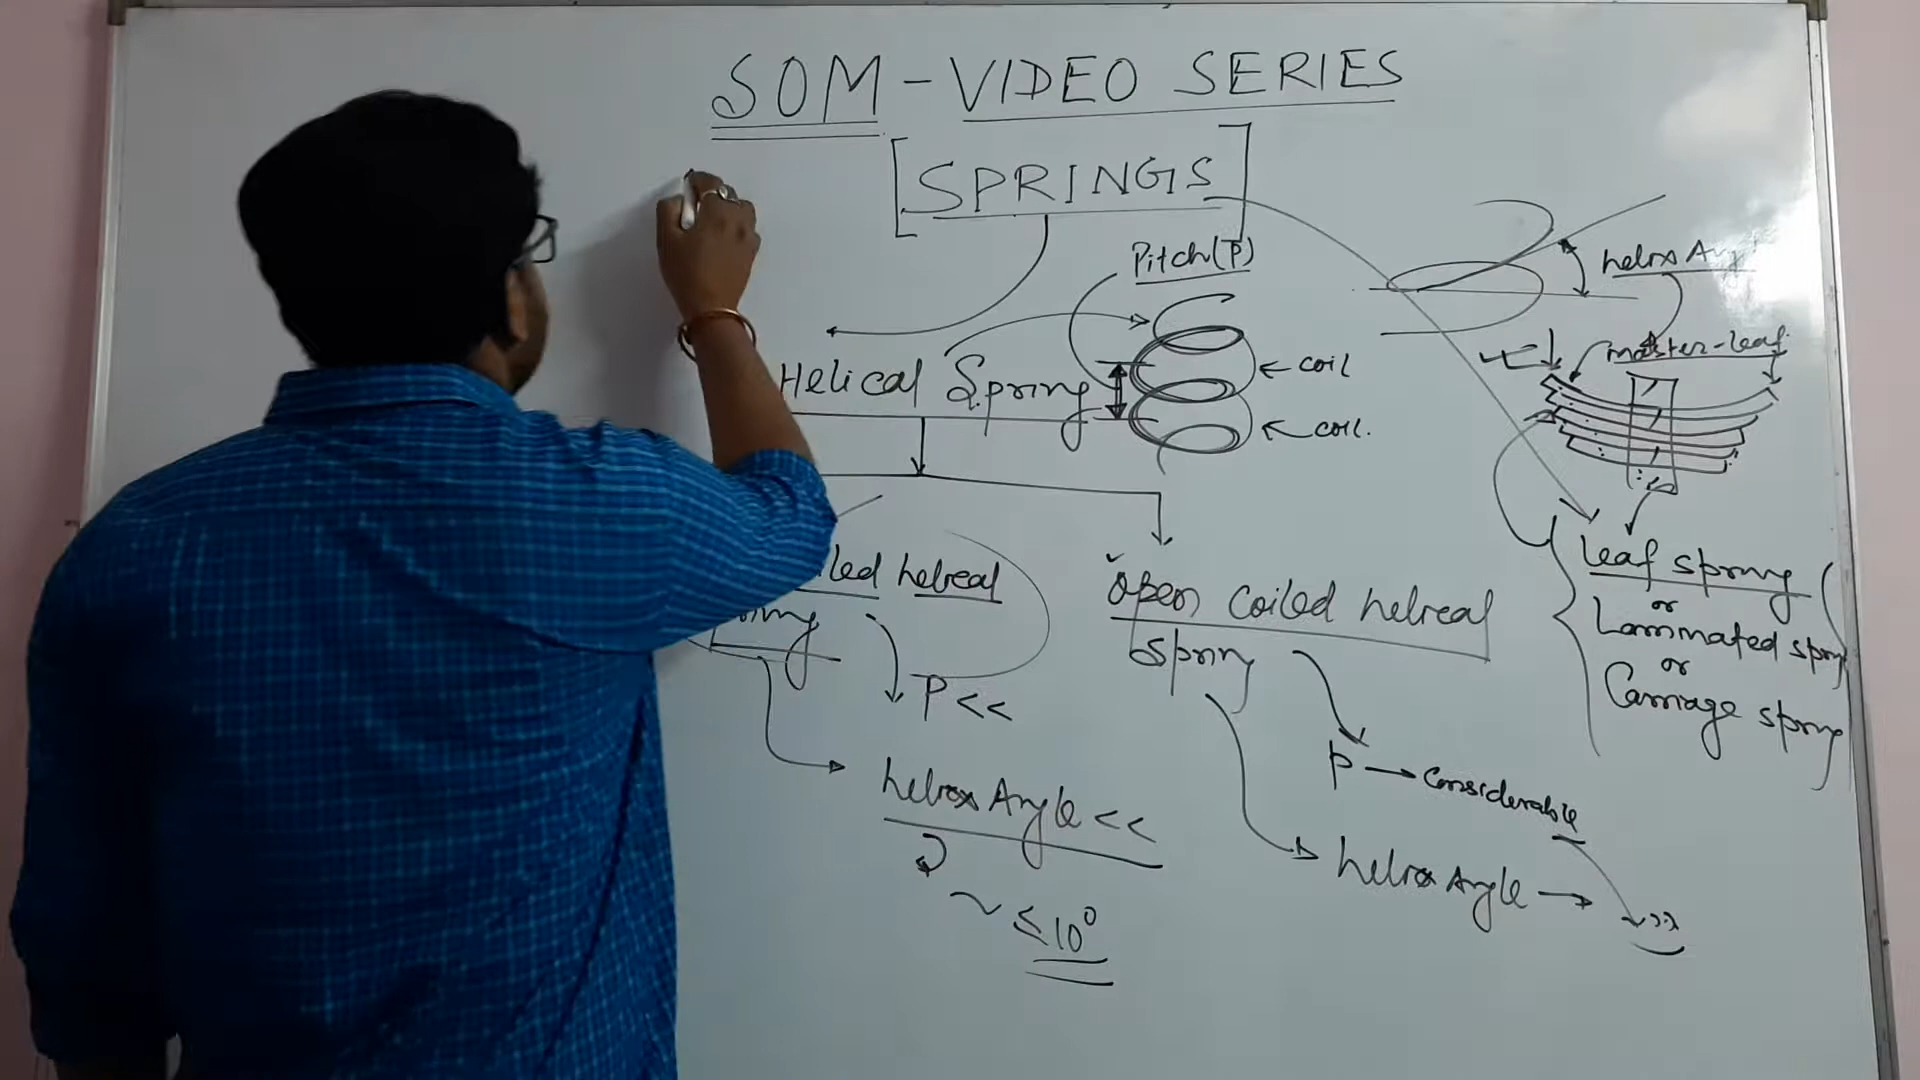 SOM - VIDEO SERIES
[SPRINGS]
Pitch (P)
helix
Helical Spring
← coil
← coil.
master-leaf
led helical
open coiled helical
spring
P <<
helix Angle <<
~ ≤ 10°
P → Considerable
helix Angle → >>
leaf spring
or
Laminated spring
or
Carriage spring